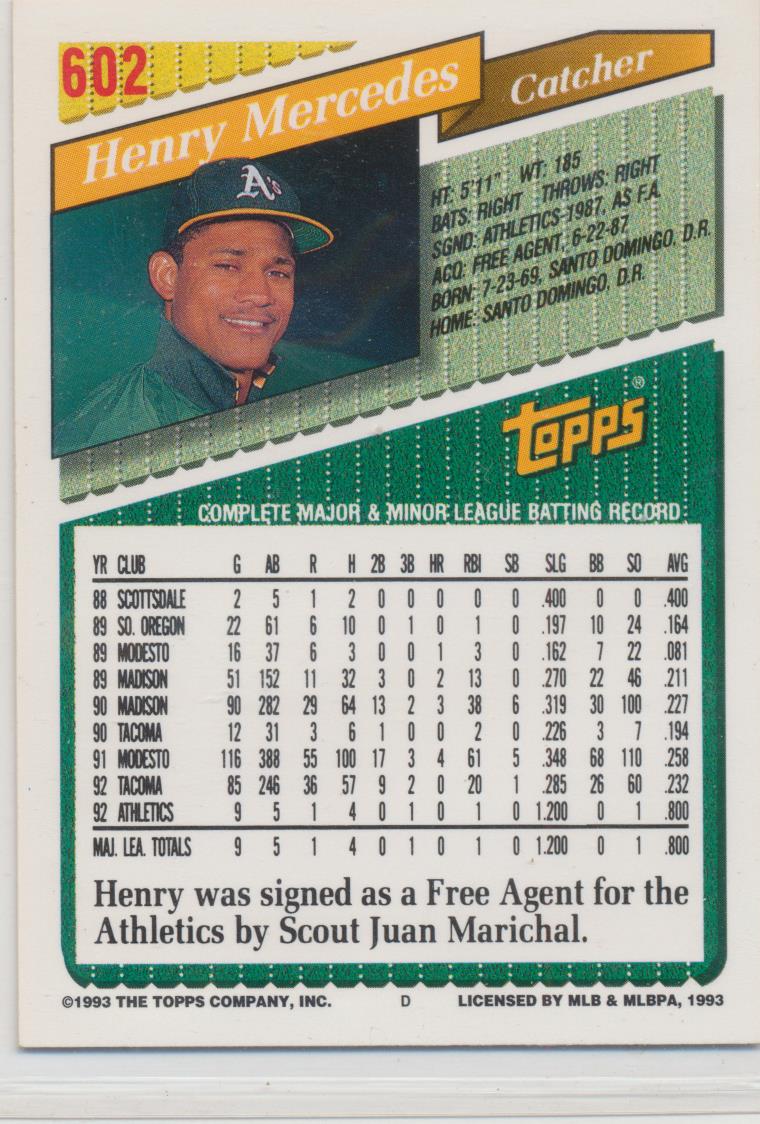 602
Henry Mercedes
Catcher
A's
HT: 5'11" WT: 185
BATS: RIGHT THROWS: RIGHT
SGND: ATHLETICS-1987, AS F.A.
ACQ: FREE AGENT, 6-22-87
BORN: 7-23-69, SANTO DOMINGO, D.R.
HOME: SANTO DOMINGO, D.R.
Topps ®
COMPLETE MAJOR & MINOR LEAGUE BATTING RECORD
YR CLUB G AB R H 2B 3B HR RBI SB SLG BB SO AVG
88 SCOTTSDALE 2 5 1 2 0 0 0 0 0 .400 0 0 .400
89 SO. OREGON 22 61 6 10 0 1 0 1 0 .197 10 24 .164
89 MODESTO 16 37 6 3 0 0 1 3 0 .162 7 22 .081
89 MADISON 51 152 11 32 3 0 2 13 0 .270 22 46 .211
90 MADISON 90 282 29 64 13 2 3 38 6 .319 30 100 .227
90 TACOMA 12 31 3 6 1 0 0 2 0 .226 3 7 .194
91 MODESTO 116 388 55 100 17 3 4 61 5 .348 68 110 .258
92 TACOMA 85 246 36 57 9 2 0 20 1 .285 26 60 .232
92 ATHLETICS 9 5 1 4 0 1 0 1 0 1.200 0 1 .800
MAJ. LEA. TOTALS 9 5 1 4 0 1 0 1 0 1.200 0 1 .800
Henry was signed as a Free Agent for the
Athletics by Scout Juan Marichal.
©1993 THE TOPPS COMPANY, INC. D LICENSED BY MLB & MLBPA, 1993